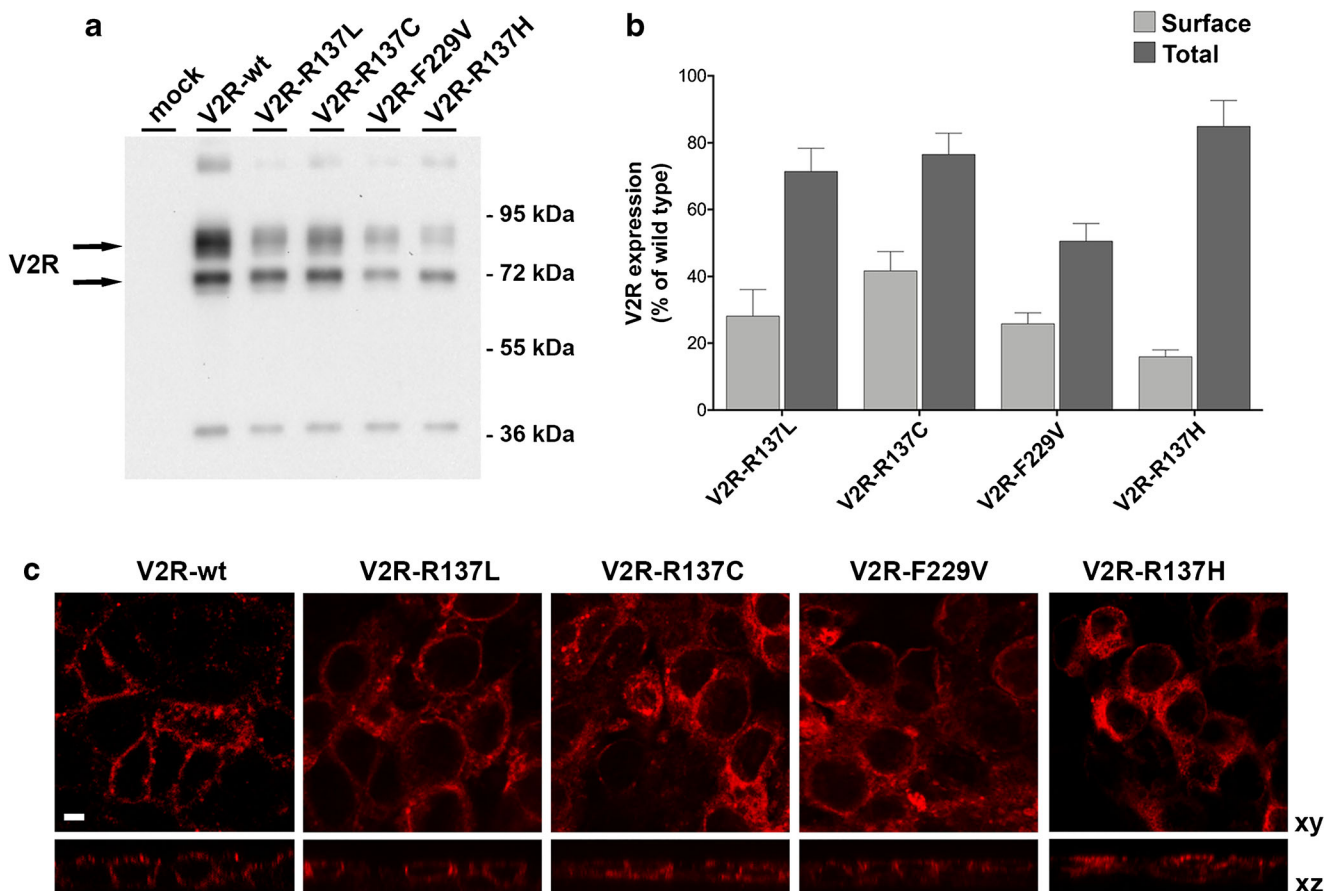 a
mock
V2R-wt
V2R-R137L
V2R-R137C
V2R-F229V
V2R-R137H
V2R
- 95 kDa
- 72 kDa
- 55 kDa
- 36 kDa
b
Surface
Total
V2R expression
(% of wild type)
100
80
60
40
20
0
V2R-R137L
V2R-R137C
V2R-F229V
V2R-R137H
c
V2R-wt
V2R-R137L
V2R-R137C
V2R-F229V
V2R-R137H
xy
xz